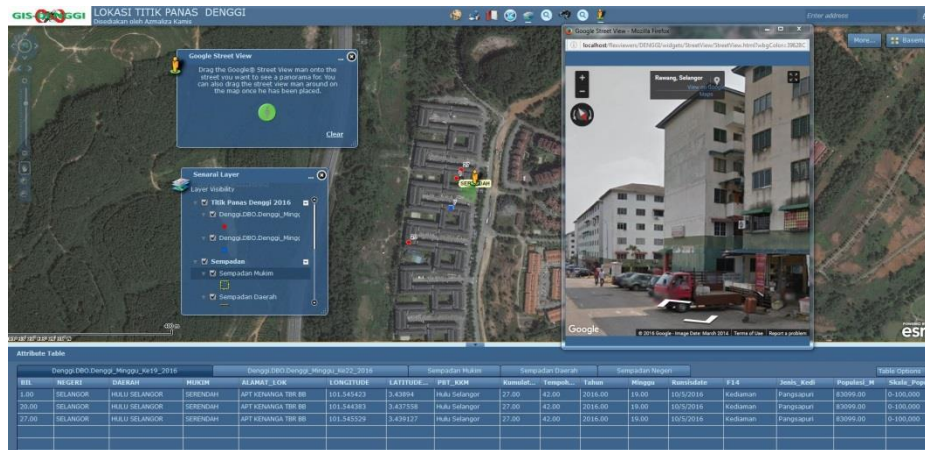 GIS-DENGGI LOKASI TITIK PANAS DENGGI
Disediakan oleh Azmaliza Kamis
Enter address
More...
Basema
Google Street View
Drag the Google® Street View man onto the
street you want to see a panorama for. You
can also drag the street view man around on
the map once he has been placed.
Clear
Senarai Layer
Layer Visibility
Titik Panas Denggi 2016
Denggi.DBO.Denggi_Mingg
Denggi.DBO.Denggi_Mingg
Sempadan
Sempadan Mukim
Sempadan Daerah
SERENDAH
Google Street View - Mozilla Firefox
Rawang, Selangor
View on Google
Maps
Google
© 2016 Google - Image Date: March 2014 Terms of Use Report a problem
esr
Attribute Table
Denggi.DBO.Denggi_Minggu_Ke19_2016 Denggi.DBO.Denggi_Minggu_Ke22_2016 Sempadan Mukim Sempadan Daerah Sempadan Negeri Table Options
BIL NEGERI DAERAH MUKIM ALAMAT_LOK LONGITUDE LATITUDE... PBT_KKM Kumulat... Tempoh... Tahun Minggu Kunsisdate F14 Jenis_Kedi Populasi_M Skala_Popu
1.00 SELANGOR HULU SELANGOR SERENDAH APT KENANGA TBR BB 101.545423 3.43894 Hulu Selangor 27.00 42.00 2016.00 19.00 10/5/2016 Kediaman Pangsapuri 83099.00 0-100,000
20.00 SELANGOR HULU SELANGOR SERENDAH APT KENANGA TBR BB 101.544383 3.437558 Hulu Selangor 27.00 42.00 2016.00 19.00 10/5/2016 Kediaman Pangsapuri 83099.00 0-100,000
27.00 SELANGOR HULU SELANGOR SERENDAH APT KENANGA TBR BB 101.545529 3.439127 Hulu Selangor 27.00 42.00 2016.00 19.00 10/5/2016 Kediaman Pangsapuri 83099.00 0-100,000